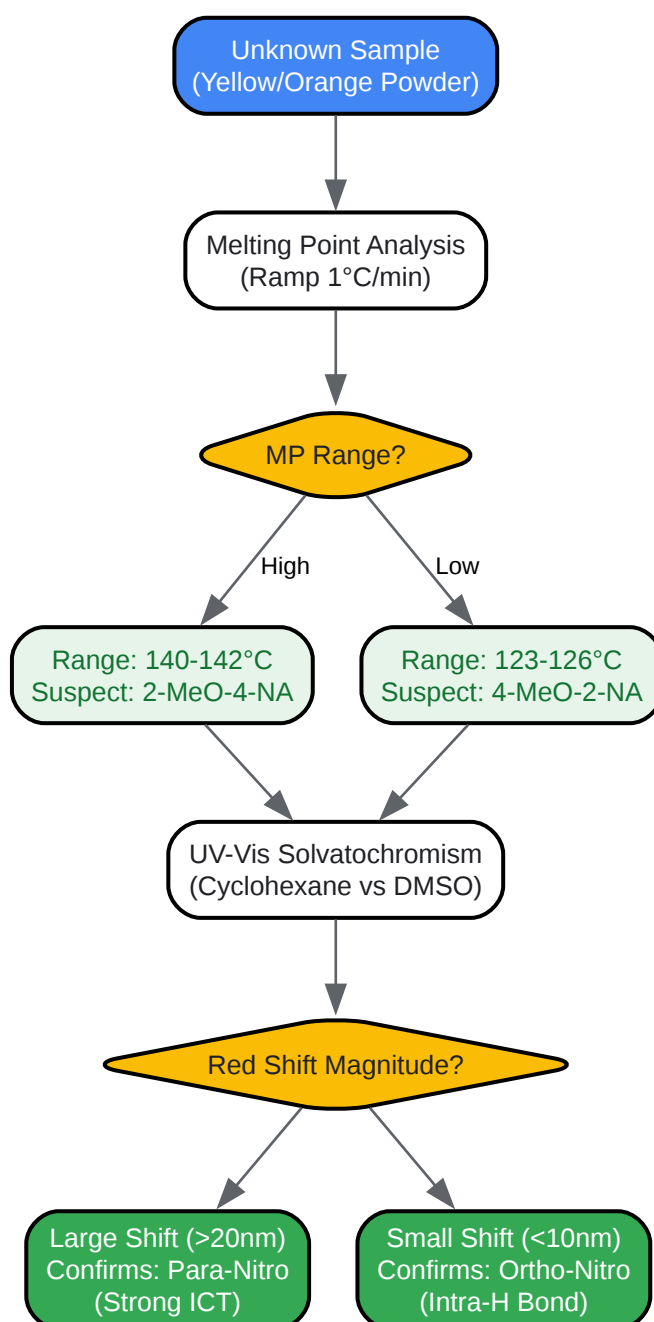 Unknown Sample
(Yellow/Orange Powder)
Melting Point Analysis
(Ramp 1°C/min)
MP Range?
High
Low
Range: 140-142°C
Suspect: 2-MeO-4-NA
Range: 123-126°C
Suspect: 4-MeO-2-NA
UV-Vis Solvatochromism
(Cyclohexane vs DMSO)
Red Shift Magnitude?
Large Shift (>20nm)
Confirms: Para-Nitro
(Strong ICT)
Small Shift (<10nm)
Confirms: Ortho-Nitro
(Intra-H Bond)